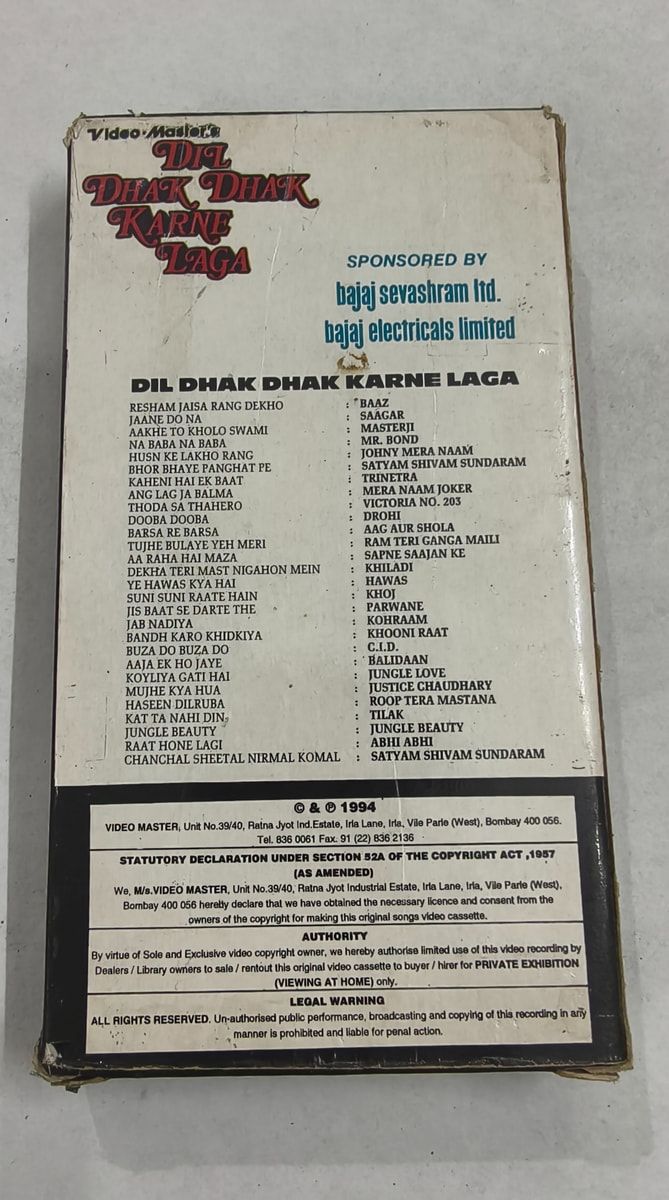 Video-Master's
DIL
DHAK DHAK
KARNE
LAGA
SPONSORED BY
bajaj sevashram ltd.
bajaj electricals limited
DIL DHAK DHAK KARNE LAGA
RESHAM JAISA RANG DEKHO : BAAZ
JAANE DO NA : SAAGAR
AAKHE TO KHOLO SWAMI : MASTERJI
NA BABA NA BABA : MR. BOND
HUSN KE LAKHO RANG : JOHNY MERA NAAM
BHOR BHAYE PANGHAT PE : SATYAM SHIVAM SUNDARAM
KAHENI HAI EK BAAT : TRINETRA
ANG LAG JA BALMA : MERA NAAM JOKER
THODA SA THAHERO : VICTORIA NO. 203
DOOBA DOOBA : DROHI
BARSA RE BARSA : AAG AUR SHOLA
TUJHE BULAYE YEH MERI : RAM TERI GANGA MAILI
AA RAHA HAI MAZA : SAPNE SAAJAN KE
DEKHA TERI MAST NIGAHON MEIN : KHILADI
YE HAWAS KYA HAI : HAWAS
SUNI SUNI RAATE HAIN : KHOJ
JIS BAAT SE DARTE THE : PARWANE
JAB NADIYA : KOHRAAM
BANDH KARO KHIDKIYA : KHOONI RAAT
BUZA DO BUZA DO : C.I.D.
AAJA EK HO JAYE : BALIDAAN
KOYLIYA GATI HAI : JUNGLE LOVE
MUJHE KYA HUA : JUSTICE CHAUDHARY
HASEEN DILRUBA : ROOP TERA MASTANA
KAT TA NAHI DIN : TILAK
JUNGLE BEAUTY : JUNGLE BEAUTY
RAAT HONE LAGI : ABHI ABHI
CHANCHAL SHEETAL NIRMAL KOMAL : SATYAM SHIVAM SUNDARAM
© & ℗ 1994
VIDEO MASTER, Unit No.39/40, Ratna Jyot Ind.Estate, Irla Lane, Irla, Vile Parle (West), Bombay 400 056.
Tel. 836 0061 Fax. 91 (22) 836 2136
STATUTORY DECLARATION UNDER SECTION 52A OF THE COPYRIGHT ACT ,1957
(AS AMENDED)
We, M/s.VIDEO MASTER, Unit No.39/40, Ratna Jyot Industrial Estate, Irla Lane, Irla, Vile Parle (West),
Bombay 400 056 hereby declare that we have obtained the necessary licence and consent from the
owners of the copyright for making this original songs video cassette.
AUTHORITY
By virtue of Sole and Exclusive video copyright owner, we hereby authorise limited use of this video recording by
Dealers / Library owners to sale / rentout this original video cassette to buyer / hirer for PRIVATE EXHIBITION
(VIEWING AT HOME) only.
LEGAL WARNING
ALL RIGHTS RESERVED. Un-authorised public performance, broadcasting and copying of this recording in any
manner is prohibited and liable for penal action.